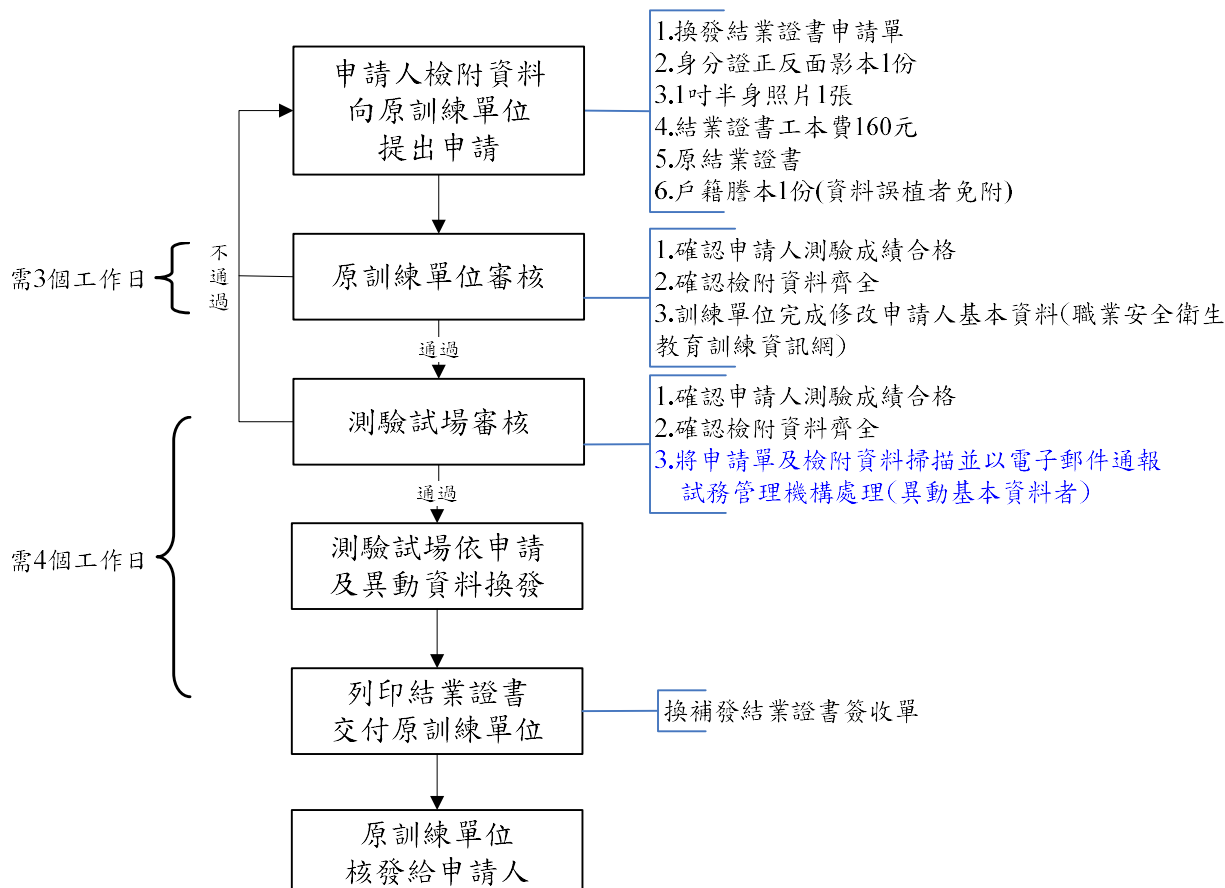 申請人檢附資料
向原訓練單位
提出申請
1.換發結業證書申請單
2.身分證正反面影本1份
3.1吋半身照片1張
4.結業證書工本費160元
5.原結業證書
6.戶籍謄本1份(資料誤植者免附)
需3個工作日
不
通
過
原訓練單位審核
1.確認申請人測驗成績合格
2.確認檢附資料齊全
3.訓練單位完成修改申請人基本資料(職業安全衛生
教育訓練資訊網)
通過
測驗試場審核
1.確認申請人測驗成績合格
2.確認檢附資料齊全
3.將申請單及檢附資料掃描並以電子郵件通報
試務管理機構處理(異動基本資料者)
通過
需4個工作日
測驗試場依申請
及異動資料換發
列印結業證書
交付原訓練單位
換補發結業證書簽收單
原訓練單位
核發給申請人